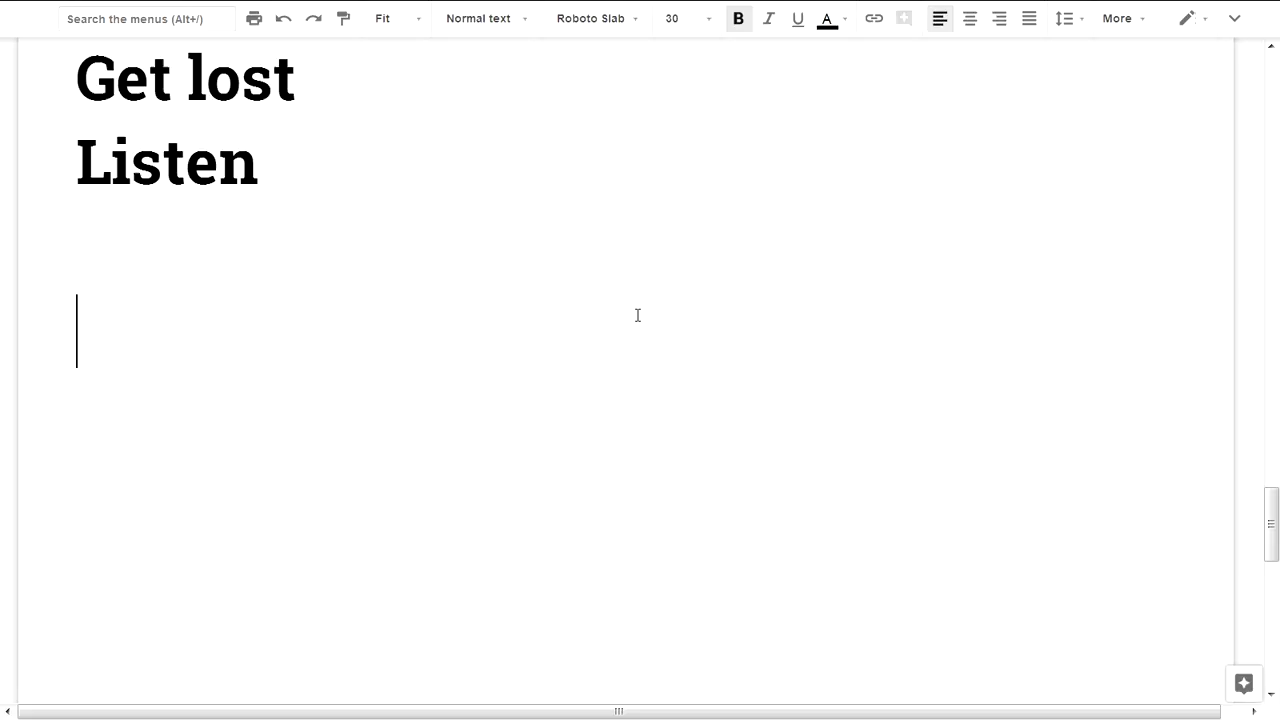 Search the menus (Alt+/) Fit Normal text Roboto Slab 30 B I U A More
Get lost
Listen